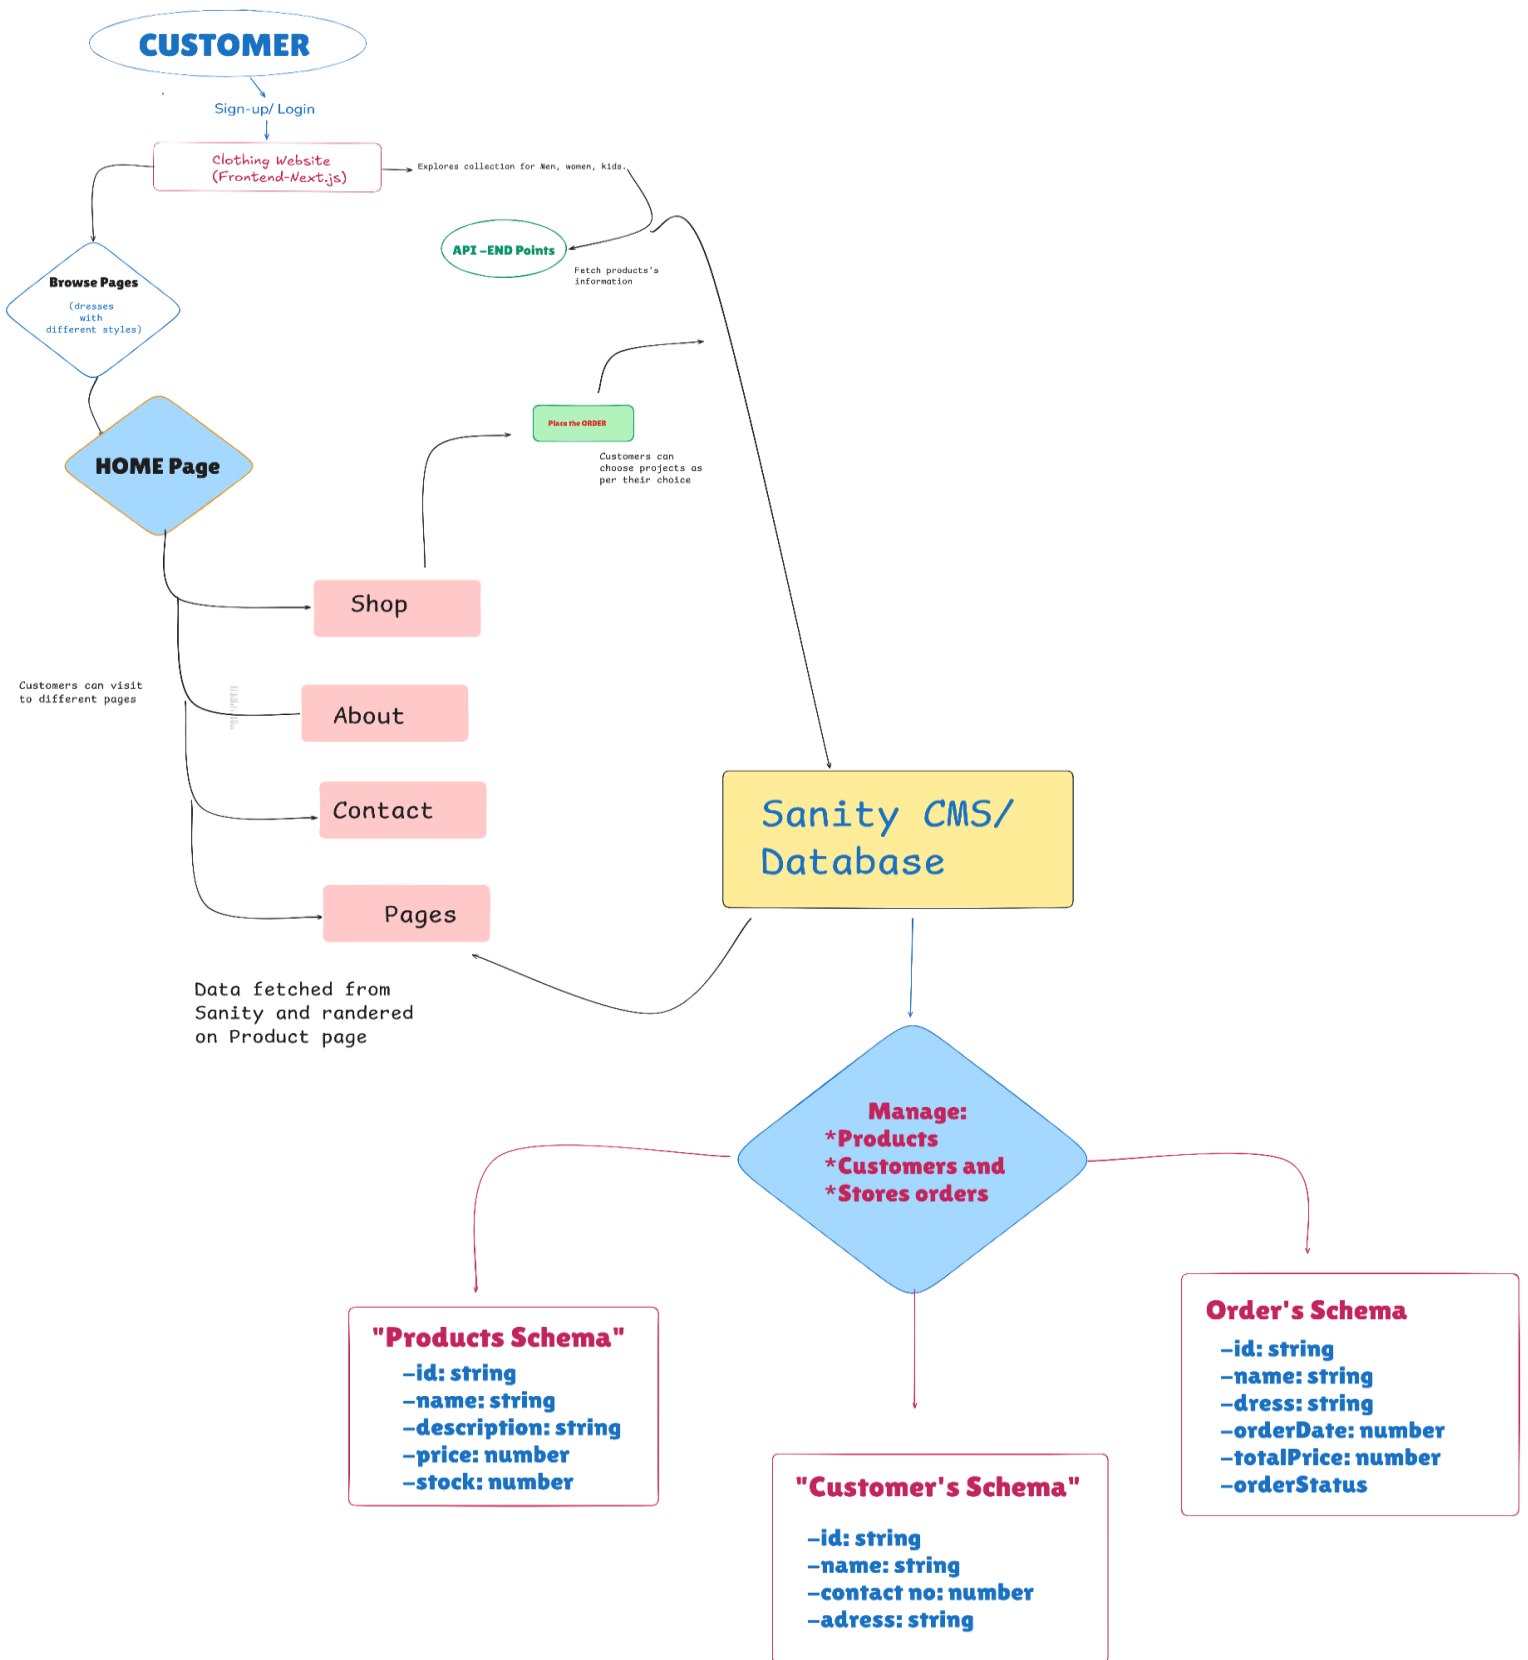 CUSTOMER
Sign-up/ Login
Clothing Website
(Frontend-Next.js)
Explores collection for Men, women, kids.
API -END Points
Fetch products's
information
Browse Pages
(dresses
with
different styles)
HOME Page
Place the ORDER
Customers can
choose projects as
per their choice
Shop
Customers can visit
to different pages
About
Contact
Pages
Sanity CMS/
Database
Data fetched from
Sanity and randered
on Product page
Manage:
*Products
*Customers and
*Stores orders
"Products Schema"
-id: string
-name: string
-description: string
-price: number
-stock: number
"Customer's Schema"
-id: string
-name: string
-contact no: number
-adress: string
Order's Schema
-id: string
-name: string
-dress: string
-orderDate: number
-totalPrice: number
-orderStatus